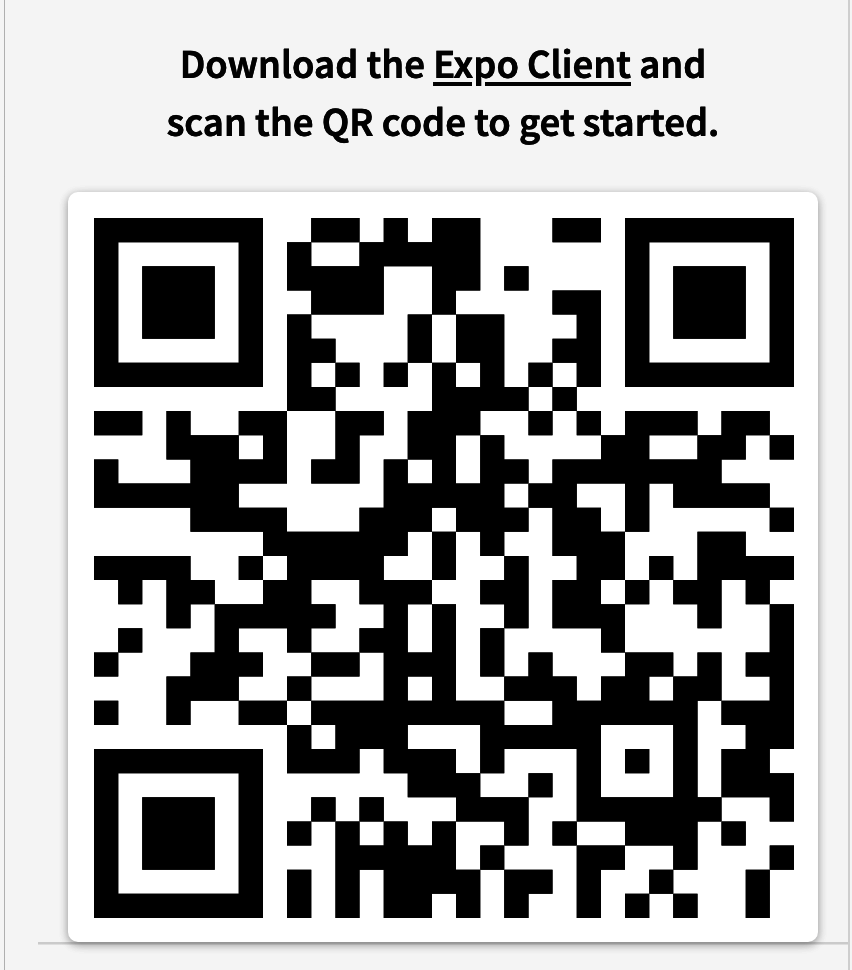 Download the Expo Client and
scan the QR code to get started.